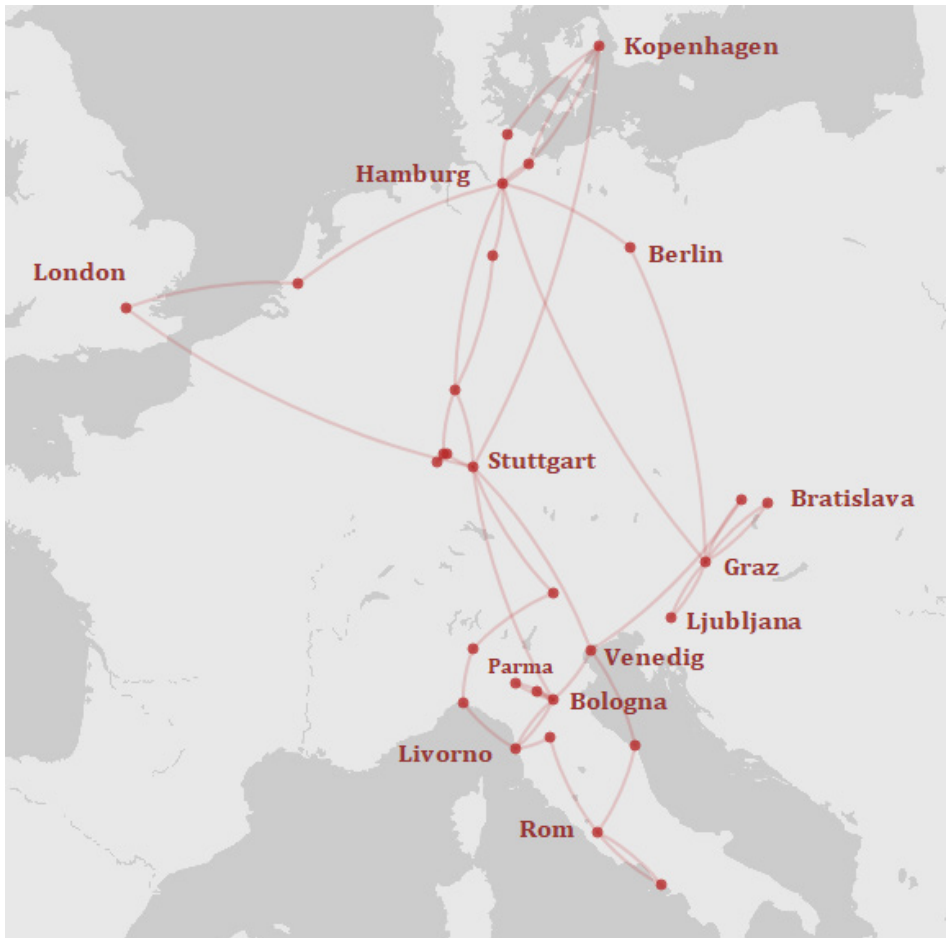 Kopenhagen
Hamburg
Berlin
London
Stuttgart
Bratislava
Graz
Ljubljana
Venedig
Parma
Bologna
Livorno
Rom